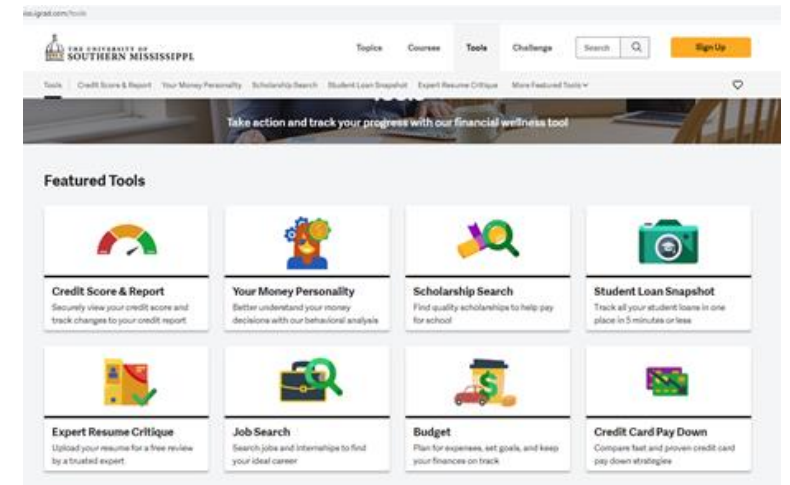 igrad.com/tools
THE UNIVERSITY OF
SOUTHERN MISSISSIPPI
Topics Courses Tools Challenge Search Sign Up
Tools Credit Score & Report Your Money Personality Scholarship Search Student Loan Snapshot Expert Resume Critique More Featured Tools
Tools
Take action and track your progress with our financial wellness tool
Featured Tools
Credit Score & Report
Securely view your credit score and
track changes to your credit report
Your Money Personality
Better understand your money
decisions with our behavioral analysis
Scholarship Search
Find quality scholarships to help pay
for school
Student Loan Snapshot
Track all your student loans in one
place in 5 minutes or less
Expert Resume Critique
Upload your resume for a free review
by a trusted expert
Job Search
Search jobs and internships to find
your ideal career
Budget
Plan for expenses, set goals, and keep
your finances on track
Credit Card Pay Down
Compare fast and proven credit card
pay down strategies